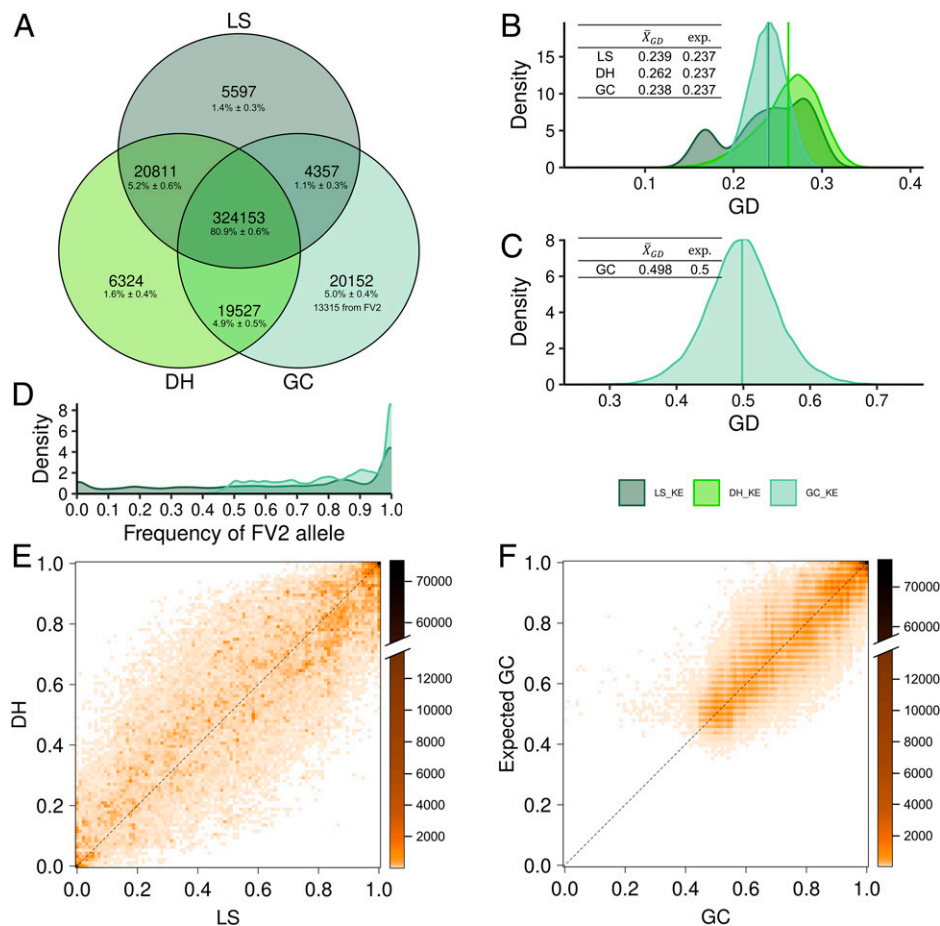 A
LS
5597
1.4% ± 0.3%
20811
5.2% ± 0.6%
4357
1.1% ± 0.3%
324153
80.9% ± 0.6%
6324
1.6% ± 0.4%
20152
5.0% ± 0.4%
13315 from FV2
19527
4.9% ± 0.5%
DH
GC
B
X̄GD exp.
LS 0.239 0.237
DH 0.262 0.237
GC 0.238 0.237
Density
15
10
5
0
0.1 0.2 0.3 0.4
GD
C
X̄GD exp.
GC 0.498 0.5
Density
8
6
4
2
0
0.3 0.4 0.5 0.6 0.7
GD
D
Density
8
6
4
2
0
0.0 0.1 0.2 0.3 0.4 0.5 0.6 0.7 0.8 0.9 1.0
Frequency of FV2 allele
LS_KE DH_KE GC_KE
E
DH
1.0
0.8
0.6
0.4
0.2
0.0
0.0 0.2 0.4 0.6 0.8 1.0
LS
70000
60000
12000
10000
8000
6000
4000
2000
F
Expected GC
1.0
0.8
0.6
0.4
0.2
0.0
0.0 0.2 0.4 0.6 0.8 1.0
GC
70000
60000
12000
10000
8000
6000
4000
2000